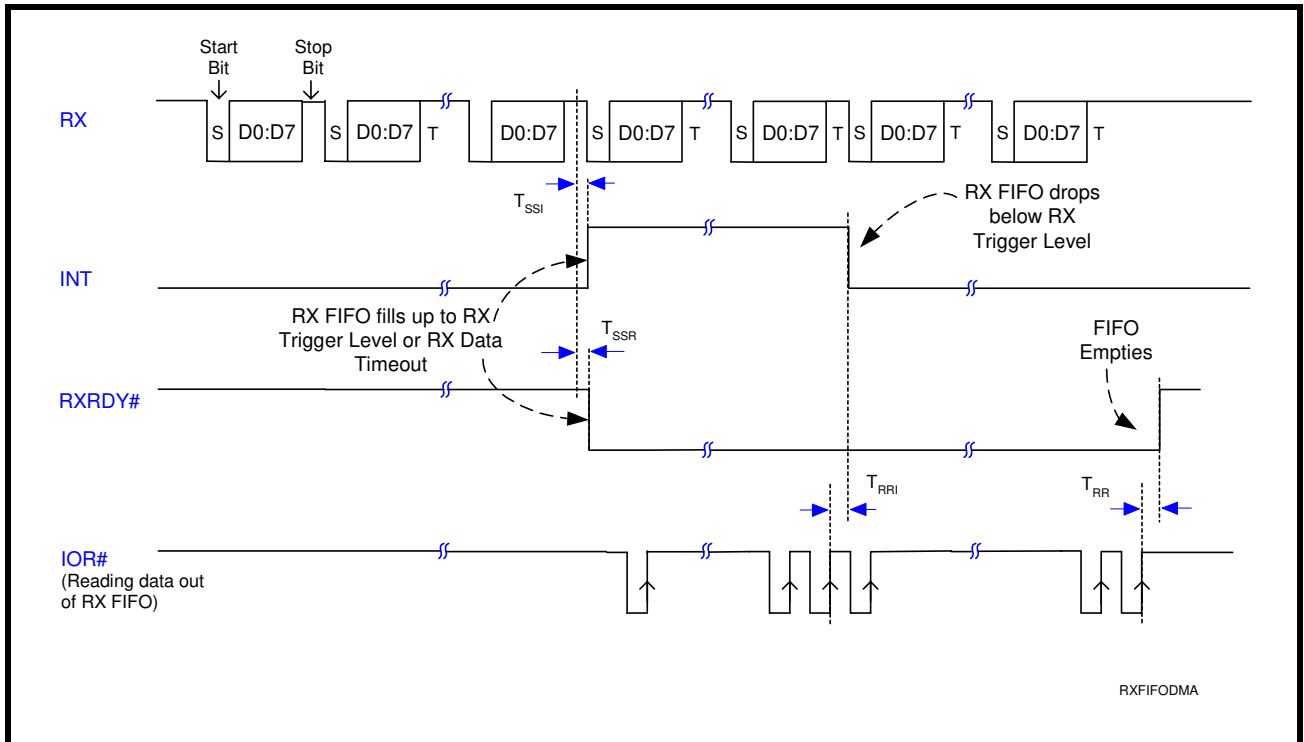 Start
Bit
Stop
Bit
RX
S D0:D7 S D0:D7 T D0:D7 S D0:D7 T S D0:D7 T S D0:D7 T S D0:D7 T
TSSI
RX FIFO drops
below RX
Trigger Level
INT
RX FIFO fills up to RX
Trigger Level or RX Data
Timeout
TSSR
FIFO
Empties
RXRDY#
TRRI
TRR
IOR#
(Reading data out
of RX FIFO)
RXFIFODMA